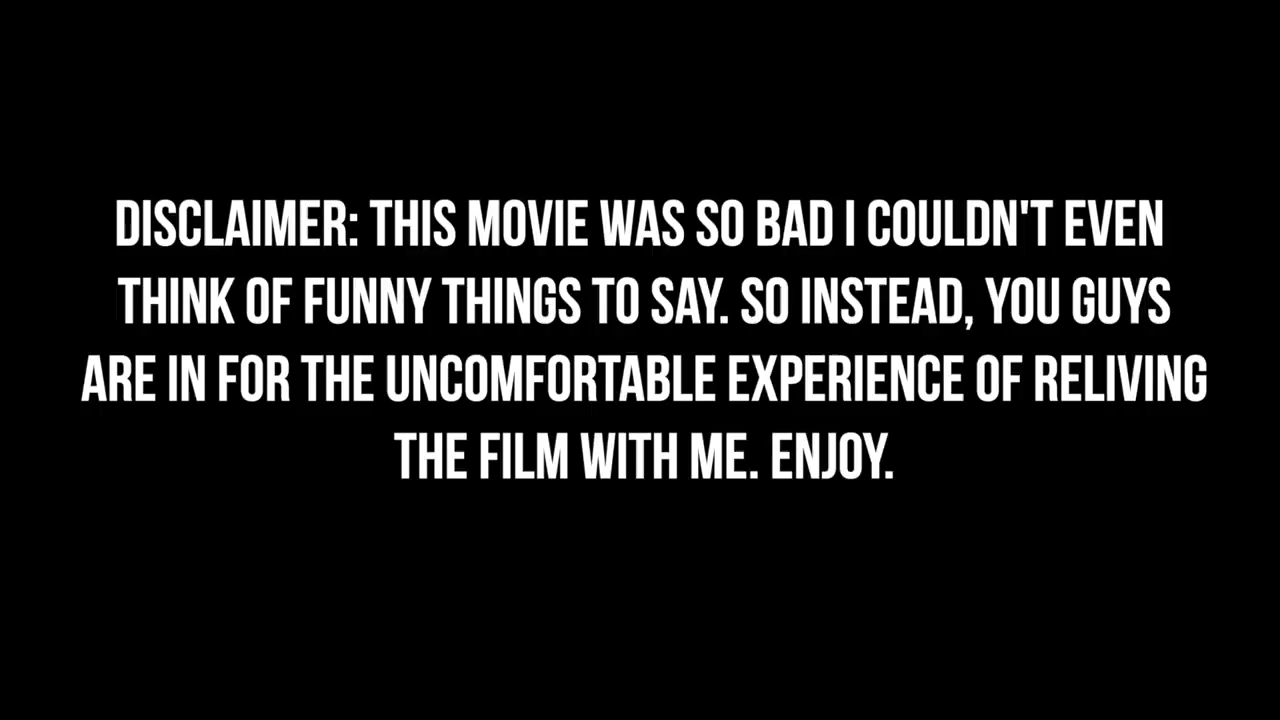 DISCLAIMER: THIS MOVIE WAS SO BAD I COULDN'T EVEN
THINK OF FUNNY THINGS TO SAY. SO INSTEAD, YOU GUYS
ARE IN FOR THE UNCOMFORTABLE EXPERIENCE OF RELIVING
THE FILM WITH ME. ENJOY.